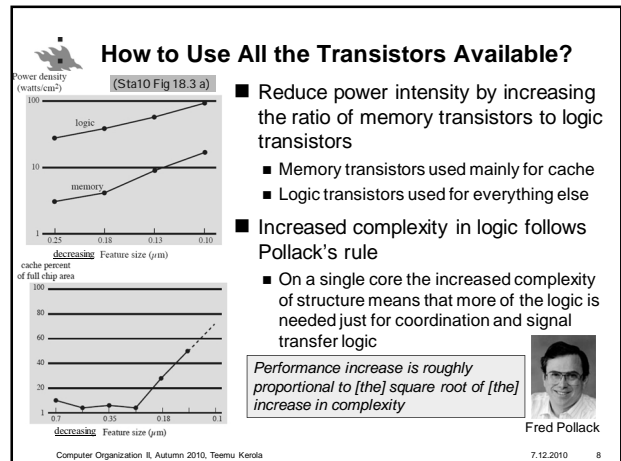 How to Use All the Transistors Available?
Power density
(watts/cm²)
(Sta10 Fig 18.3 a)
100
logic
10
memory
1
0.25 0.18 0.13 0.10
decreasing Feature size (μm)
cache percent
of full chip area
100
80
60
40
20
1
0.7 0.35 0.18 0.1
decreasing Feature size (μm)
■ Reduce power intensity by increasing
the ratio of memory transistors to logic
transistors
■ Memory transistors used mainly for cache
■ Logic transistors used for everything else
■ Increased complexity in logic follows
Pollack's rule
■ On a single core the increased complexity
of structure means that more of the logic is
needed just for coordination and signal
transfer logic
Performance increase is roughly
proportional to [the] square root of [the]
increase in complexity
Fred Pollack
Computer Organization II, Autumn 2010, Teemu Kerola 7.12.2010 8